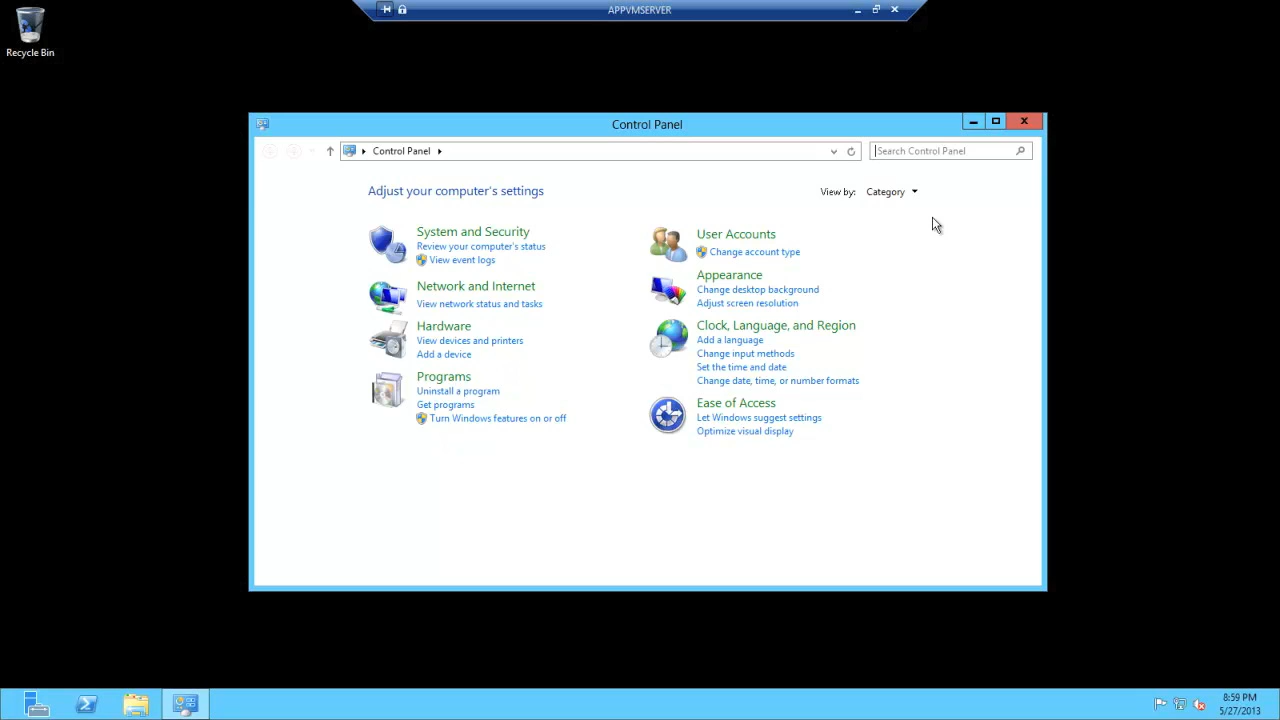 APPVMSERVER
Recycle Bin
Control Panel
Control Panel
Search Control Panel
Adjust your computer's settings
View by: Category
System and Security
Review your computer's status
View event logs
Network and Internet
View network status and tasks
Hardware
View devices and printers
Add a device
Programs
Uninstall a program
Get programs
Turn Windows features on or off
User Accounts
Change account type
Appearance
Change desktop background
Adjust screen resolution
Clock, Language, and Region
Add a language
Change input methods
Set the time and date
Change date, time, or number formats
Ease of Access
Let Windows suggest settings
Optimize visual display
8:59 PM
5/27/2013